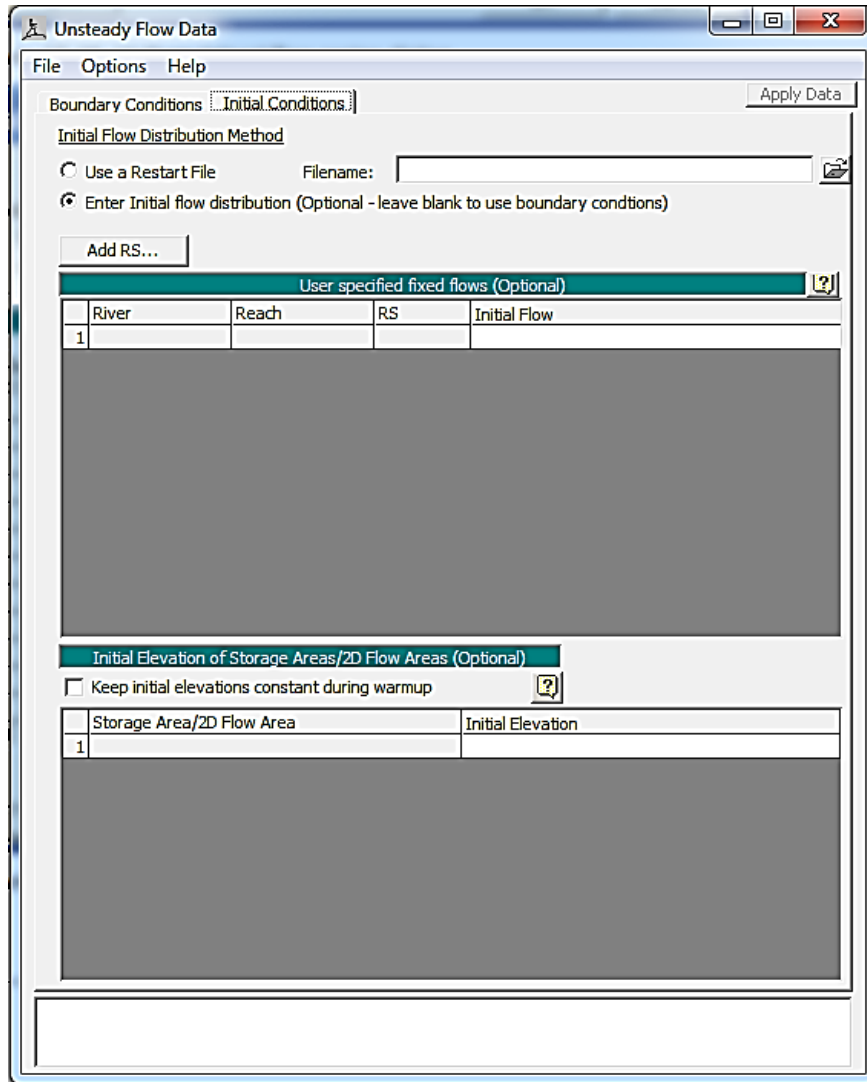 Unsteady Flow Data
File Options Help
Boundary Conditions Initial Conditions Apply Data
Initial Flow Distribution Method
Use a Restart File Filename:
Enter Initial flow distribution (Optional - leave blank to use boundary condtions)
Add RS...
User specified fixed flows (Optional)
River Reach RS Initial Flow
1
Initial Elevation of Storage Areas/2D Flow Areas (Optional)
Keep initial elevations constant during warmup
Storage Area/2D Flow Area Initial Elevation
1